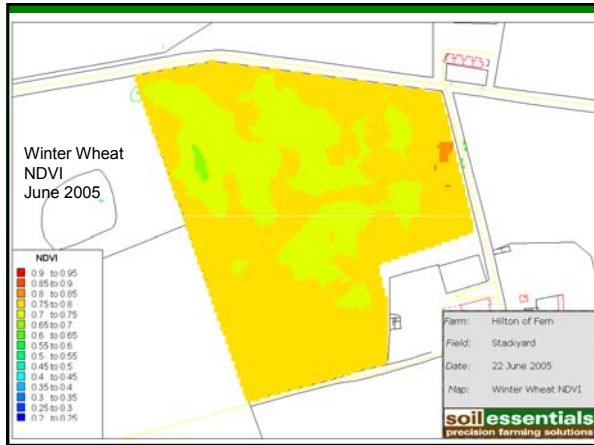 Winter Wheat
NDVI
June 2005
NDVI
0.9 to 0.95
0.85 to 0.9
0.8 to 0.85
0.75 to 0.8
0.7 to 0.75
0.65 to 0.7
0.6 to 0.65
0.55 to 0.6
0.5 to 0.55
0.45 to 0.5
0.4 to 0.45
0.35 to 0.4
0.3 to 0.35
0.25 to 0.3
0.2 to 0.25
Farm: Hilton of Fern
Field: Stackyard
Date: 22 June 2005
Map: Winter Wheat NDVI
soilessentials
precision farming solutions